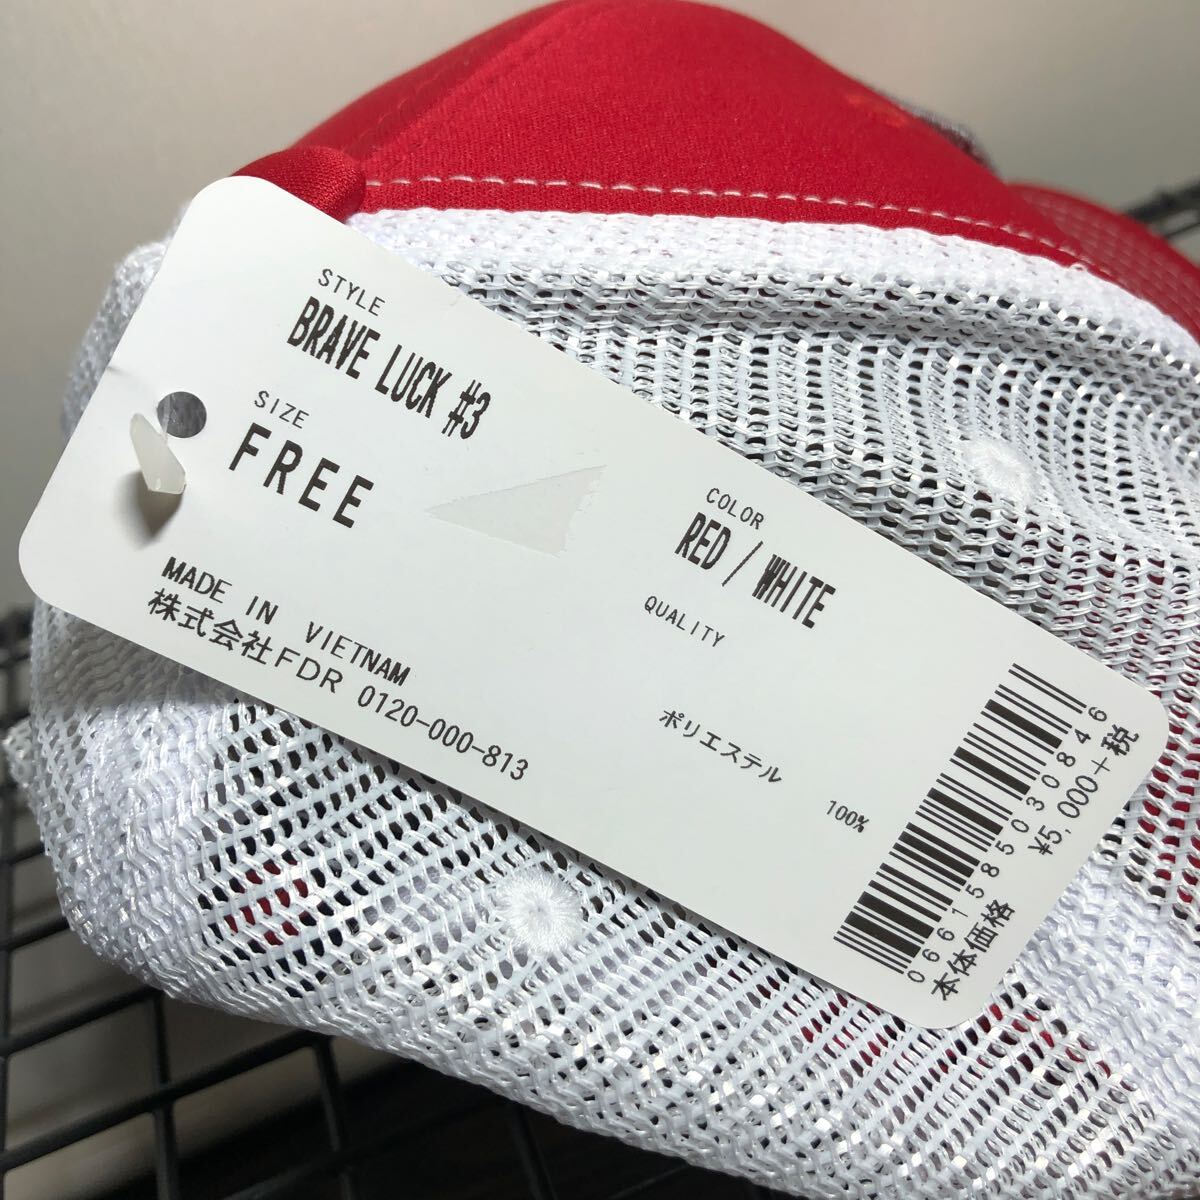 STYLE
BRAVE LUCK #3
SIZE
FREE
MADE IN VIETNAM
株式会社FDR 0120-000-813
COLOR
RED / WHITE
QUALITY
ポリエステル 100%
0661585030846
本体価格 ¥5,000+税